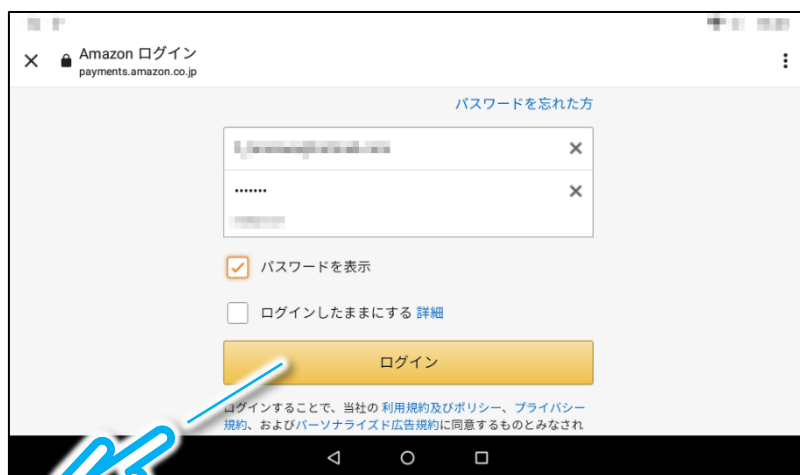 Amazon ログイン
payments.amazon.co.jp
パスワードを忘れた方
•••••••
パスワードを表示
ログインしたままにする 詳細
ログイン
ログインすることで、当社の 利用規約及びポリシー、プライバシー
規約、およびパーソナライズド広告規約に同意するものとみなされ